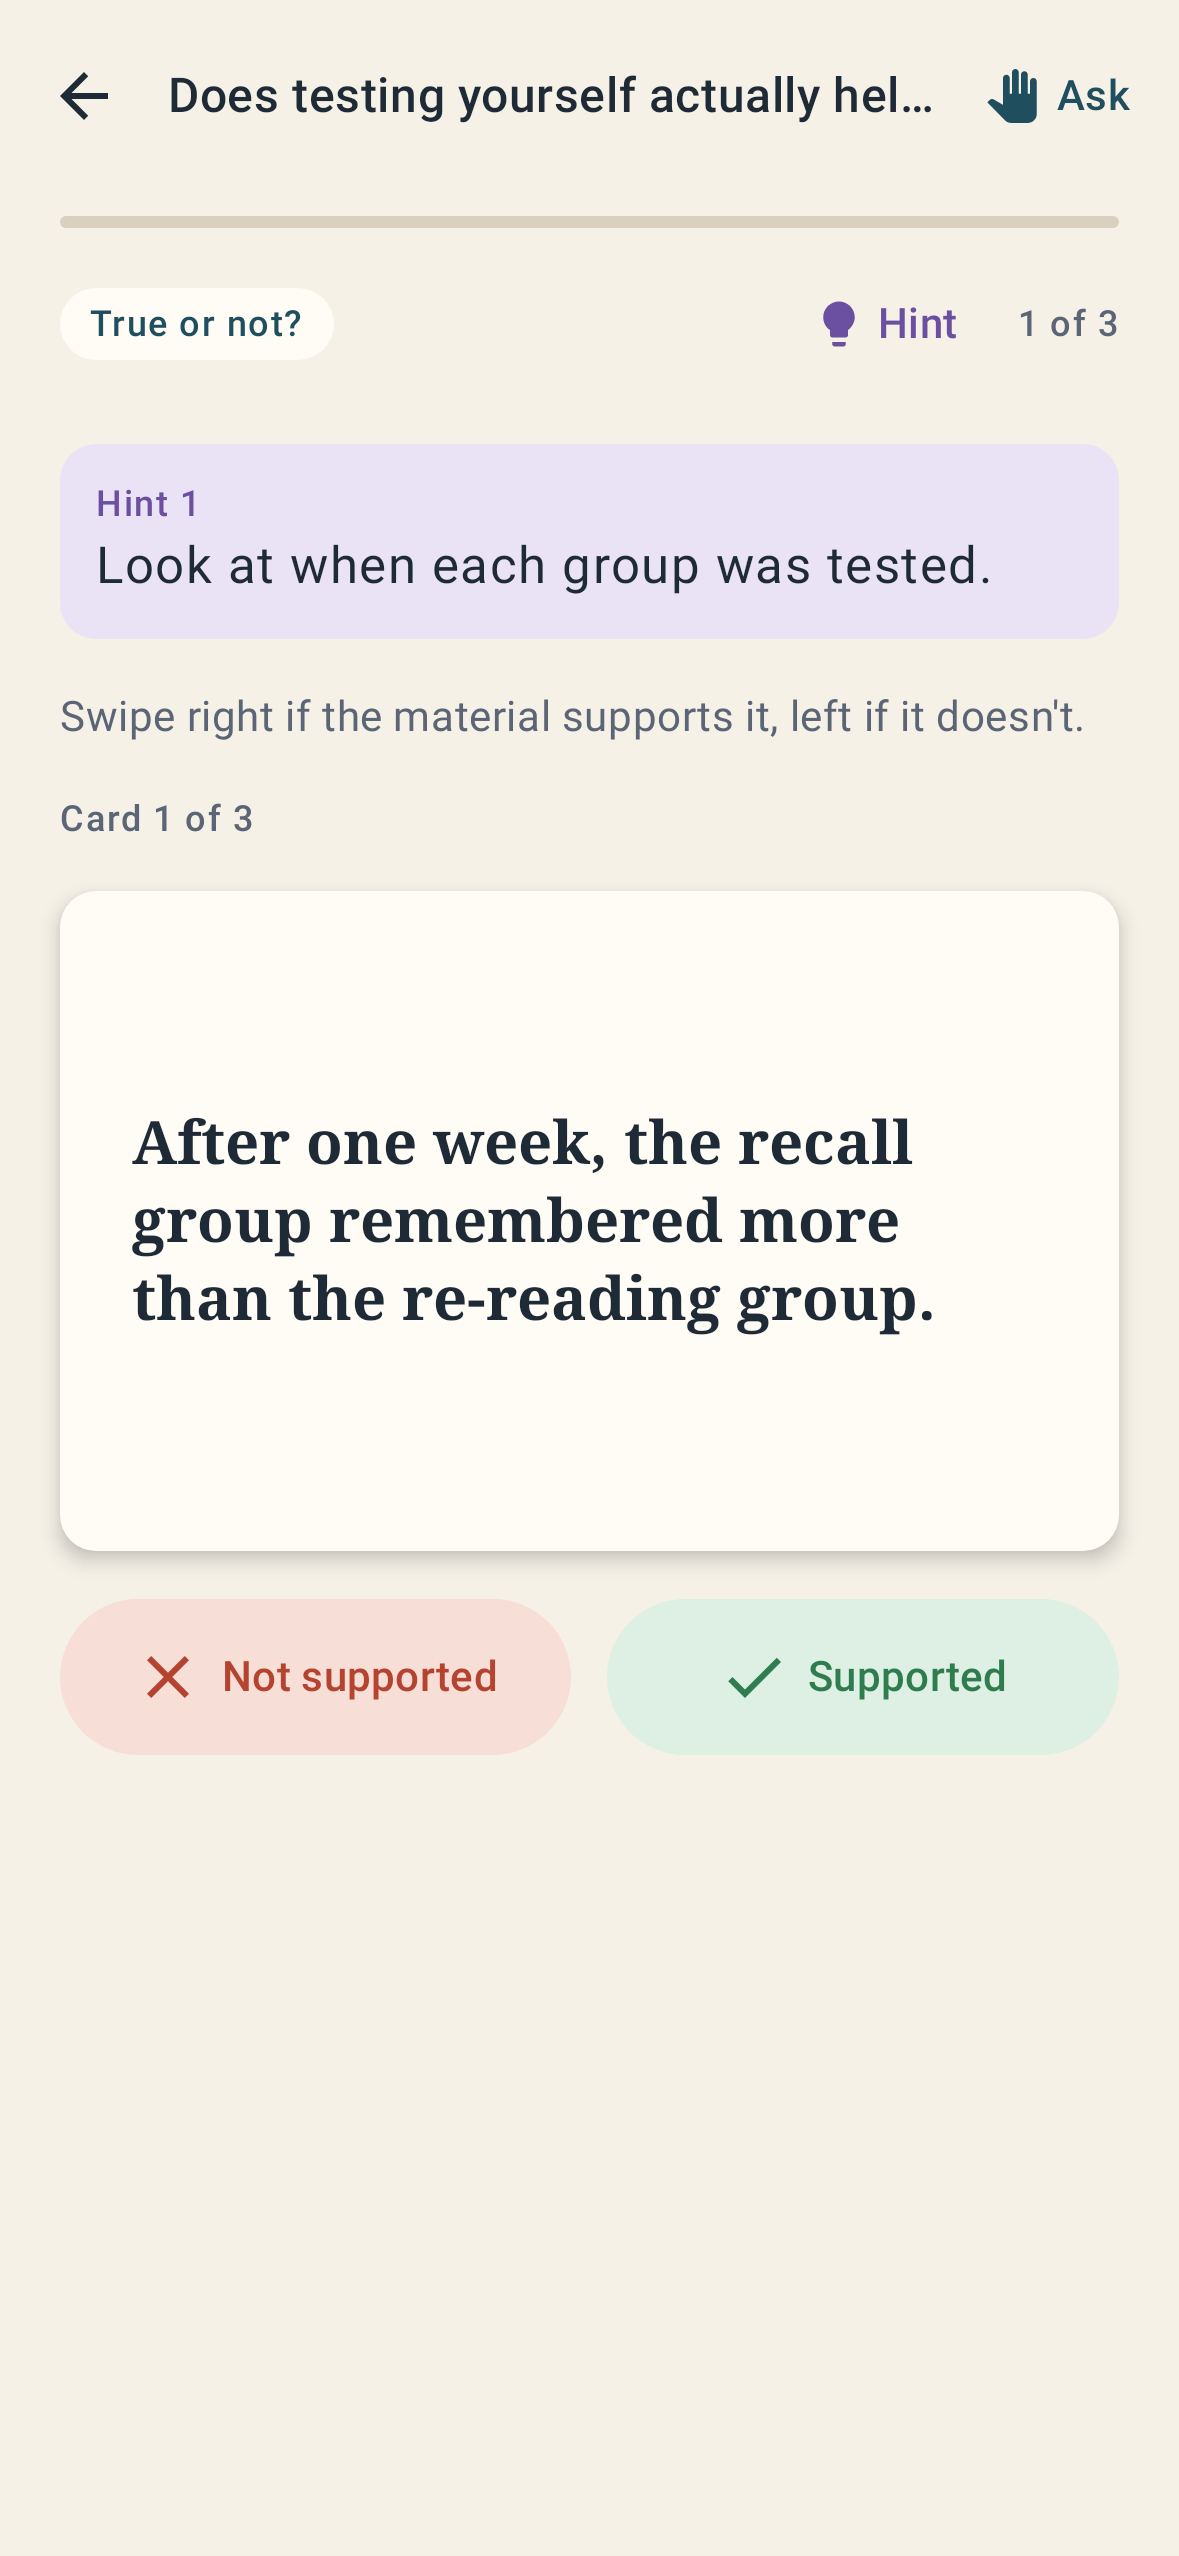 Does testing yourself actually hel…
Ask
True or not?
Hint
1 of 3
Hint 1
Look at when each group was tested.
Swipe right if the material supports it, left if it doesn't.
Card 1 of 3
After one week, the recall
group remembered more
than the re-reading group.
Not supported
Supported